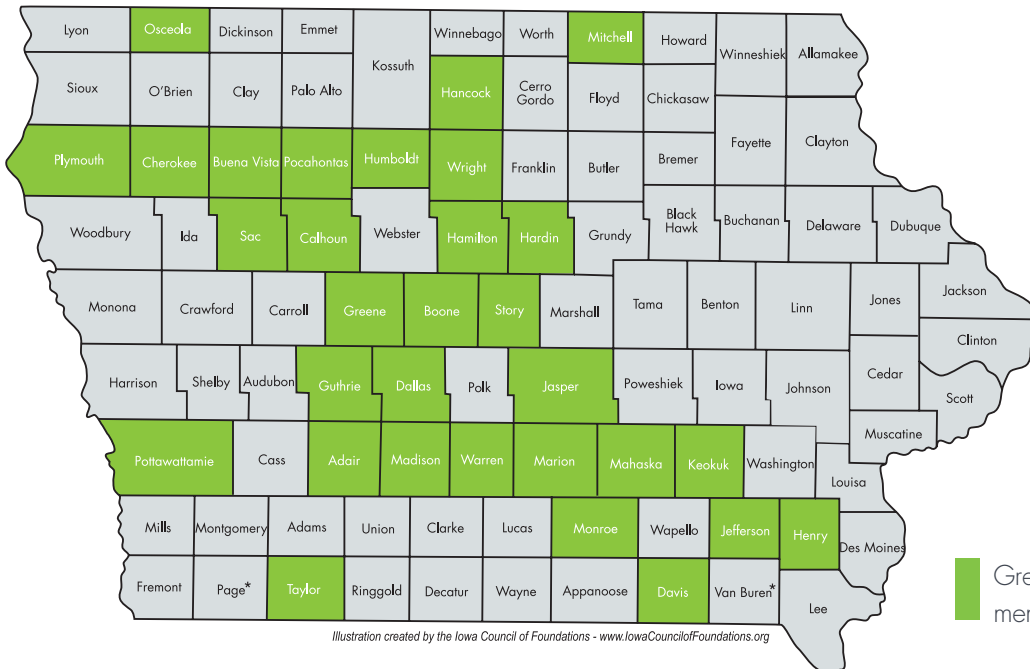 Lyon
Osceola
Dickinson
Emmet
Kossuth
Winnebago
Worth
Mitchell
Howard
Winneshiek
Allamakee
Sioux
O'Brien
Clay
Palo Alto
Hancock
Cerro
Gordo
Floyd
Chickasaw
Fayette
Clayton
Plymouth
Cherokee
Buena Vista
Pocahontas
Humboldt
Wright
Franklin
Butler
Bremer
Woodbury
Ida
Sac
Calhoun
Webster
Hamilton
Hardin
Grundy
Black
Hawk
Buchanan
Delaware
Dubuque
Monona
Crawford
Carroll
Greene
Boone
Story
Marshall
Tama
Benton
Linn
Jones
Jackson
Clinton
Harrison
Shelby
Audubon
Guthrie
Dallas
Polk
Jasper
Poweshiek
Iowa
Johnson
Cedar
Scott
Muscatine
Pottawattamie
Cass
Adair
Madison
Warren
Marion
Mahaska
Keokuk
Washington
Louisa
Mills
Montgomery
Adams
Union
Clarke
Lucas
Monroe
Wapello
Jefferson
Henry
Des Moines
Fremont
Page*
Taylor
Ringgold
Decatur
Wayne
Appanoose
Davis
Van Buren*
Lee
Gre
mer
Illustration created by the Iowa Council of Foundations - www.IowaCouncilofFoundations.org